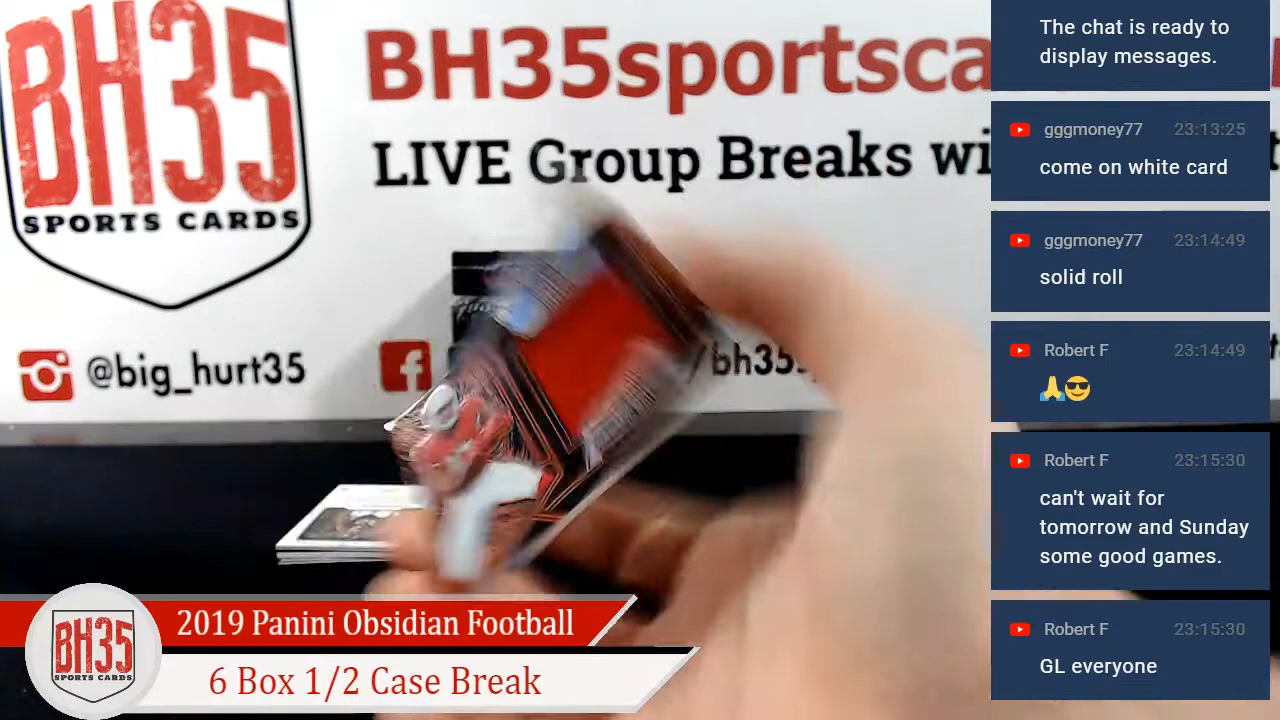 BH35
SPORTS CARDS
BH35sportsca
LIVE Group Breaks wi
@big_hurt35
bh35
The chat is ready to
display messages.
gggmoney77 23:13:25
come on white card
gggmoney77 23:14:49
solid roll
Robert F 23:14:49
🙏😎
Robert F 23:15:30
can't wait for
tomorrow and Sunday
some good games.
Robert F 23:15:30
GL everyone
BH35
SPORTS CARDS
2019 Panini Obsidian Football
6 Box 1/2 Case Break